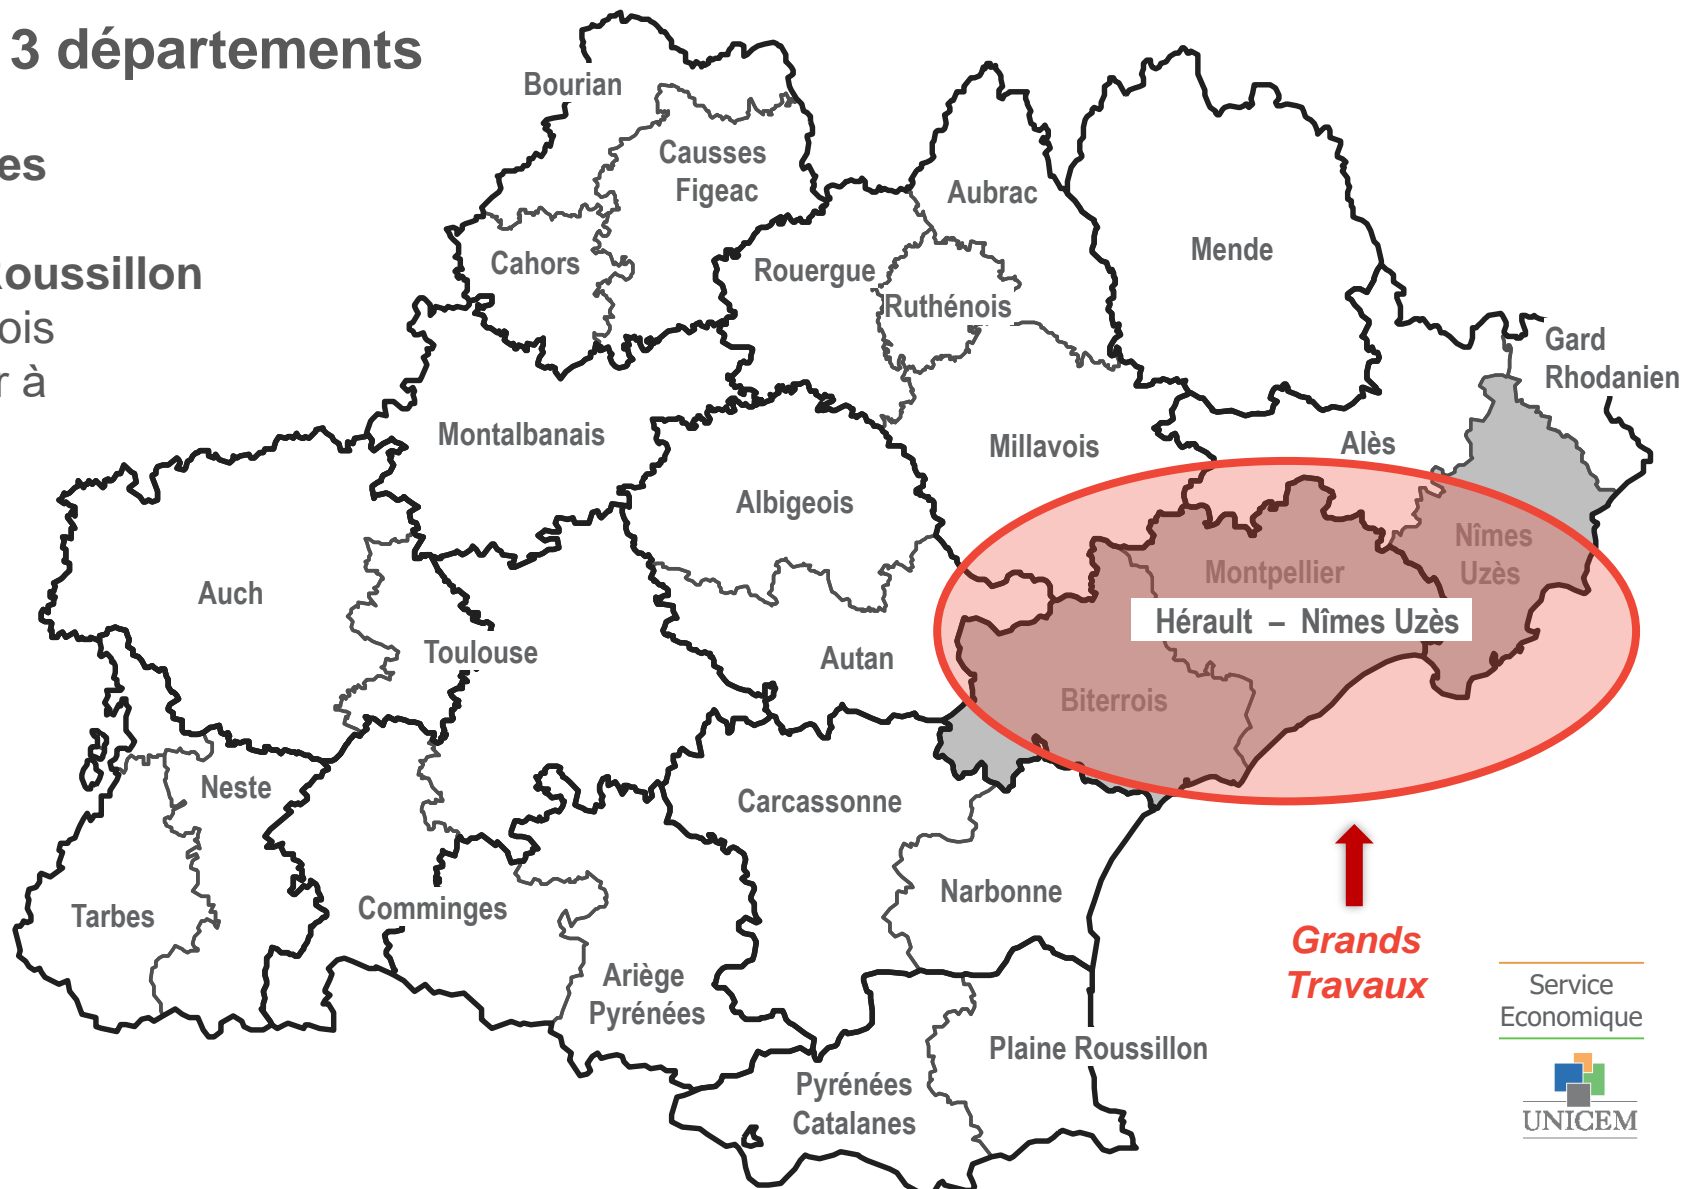 3 départements
es
Roussillon
ois
r à
Bourian
Causses
Figeac
Cahors
Aubrac
Mende
Rouergue
Ruthénois
Gard
Rhodanien
Montalbanais
Millavois
Alès
Albigeois
Nîmes
Uzès
Montpellier
Auch
Hérault – Nîmes Uzès
Toulouse
Autan
Biterrois
Neste
Carcassonne
Narbonne
Tarbes
Comminges
Grands
Travaux
Ariège
Pyrénées
Service
Economique
Plaine Roussillon
Pyrénées
Catalanes
UNICEM